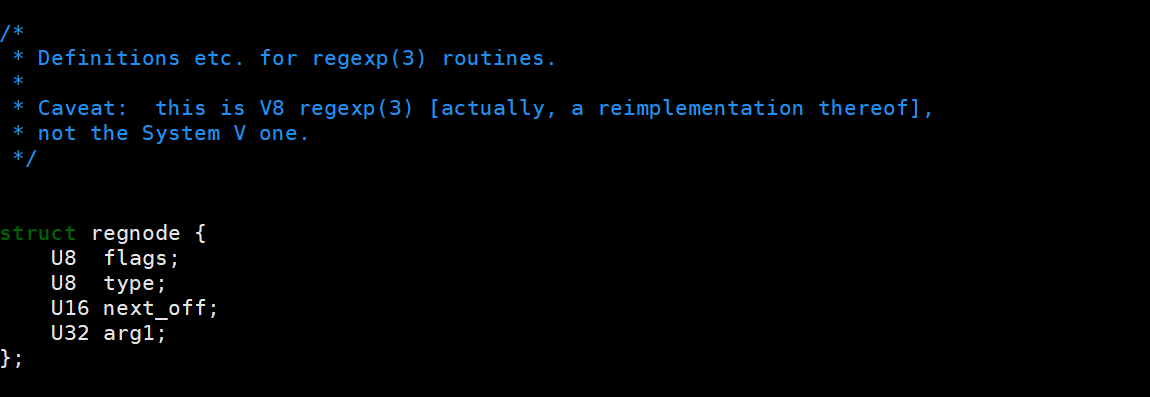 /*
 * Definitions etc. for regexp(3) routines.
 *
 * Caveat:  this is V8 regexp(3) [actually, a reimplementation thereof],
 * not the System V one.
 */
struct regnode {
    U8  flags;
    U8  type;
    U16 next_off;
    U32 arg1;
};